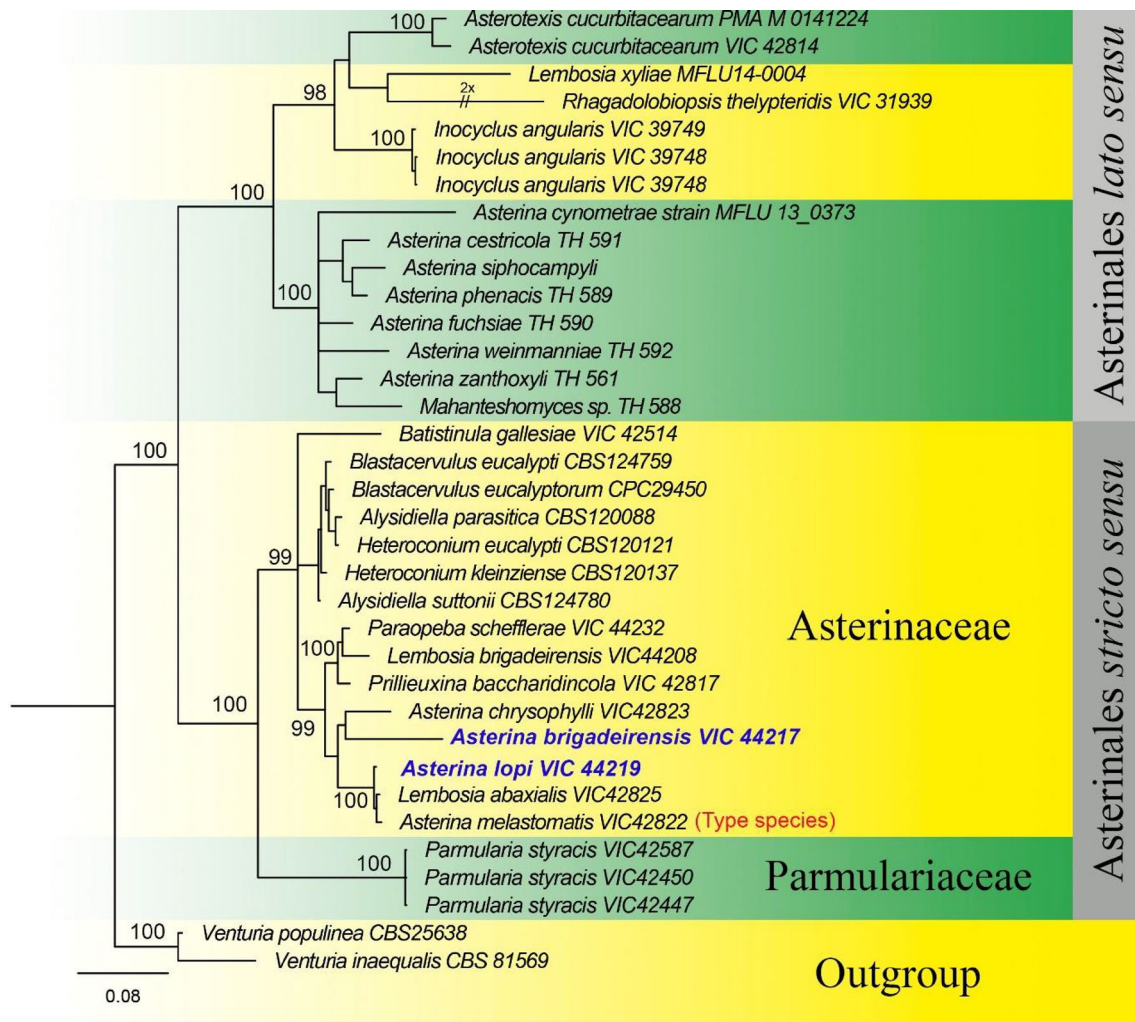 100
Asterotexis cucurbitacearum PMA M 0141224
Asterotexis cucurbitacearum VIC 42814
98
Lembosia xyliae MFLU14-0004
2x
//
Rhagadolobiopsis thelypteridis VIC 31939
100
Inocyclus angularis VIC 39749
Inocyclus angularis VIC 39748
Inocyclus angularis VIC 39748
100
Asterina cynometrae strain MFLU 13_0373
Asterina cestricola TH 591
Asterina siphocampyli
100
Asterina phenacis TH 589
Asterina fuchsiae TH 590
Asterina weinmanniae TH 592
Asterina zanthoxyli TH 561
Mahanteshomyces sp. TH 588
Asterinales lato sensu
100
Batistinula gallesiae VIC 42514
Blastacervulus eucalypti CBS124759
Blastacervulus eucalyptorum CPC29450
Alysidiella parasitica CBS120088
99
Heteroconium eucalypti CBS120121
Heteroconium kleinziense CBS120137
Alysidiella suttonii CBS124780
Asterinaceae
Paraopeba schefflerae VIC 44232
100
Lembosia brigadeirensis VIC44208
Prillieuxina baccharidincola VIC 42817
100
99
Asterina chrysophylli VIC42823
Asterina brigadeirensis VIC 44217
Asterina lopi VIC 44219
100
Lembosia abaxialis VIC42825
Asterina melastomatis VIC42822 (Type species)
100
Parmularia styracis VIC42587
Parmularia styracis VIC42450
Parmularia styracis VIC42447
Parmulariaceae
Asterinales stricto sensu
100
Venturia populinea CBS25638
Venturia inaequalis CBS 81569
Outgroup
0.08